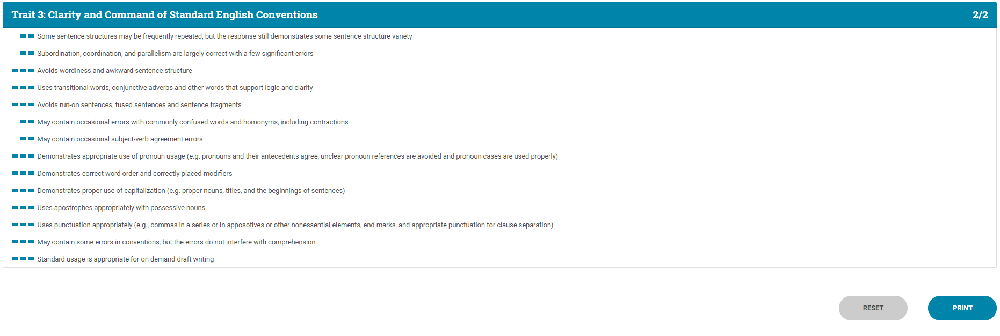 Trait 3: Clarity and Command of Standard English Conventions 2/2
Some sentence structures may be frequently repeated, but the response still demonstrates some sentence structure variety
Subordination, coordination, and parallelism are largely correct with a few significant errors
Avoids wordiness and awkward sentence structure
Uses transitional words, conjunctive adverbs and other words that support logic and clarity
Avoids run-on sentences, fused sentences and sentence fragments
May contain occasional errors with commonly confused words and homonyms, including contractions
May contain occasional subject-verb agreement errors
Demonstrates appropriate use of pronoun usage (e.g. pronouns and their antecedents agree, unclear pronoun references are avoided and pronoun cases are used properly)
Demonstrates correct word order and correctly placed modifiers
Demonstrates proper use of capitalization (e.g. proper nouns, titles, and the beginnings of sentences)
Uses apostrophes appropriately with possessive nouns
Uses punctuation appropriately (e.g., commas in a series or in apposotives or other nonessential elements, end marks, and appropriate punctuation for clause separation)
May contain some errors in conventions, but the errors do not interfere with comprehension
Standard usage is appropriate for on demand draft writing
RESET PRINT